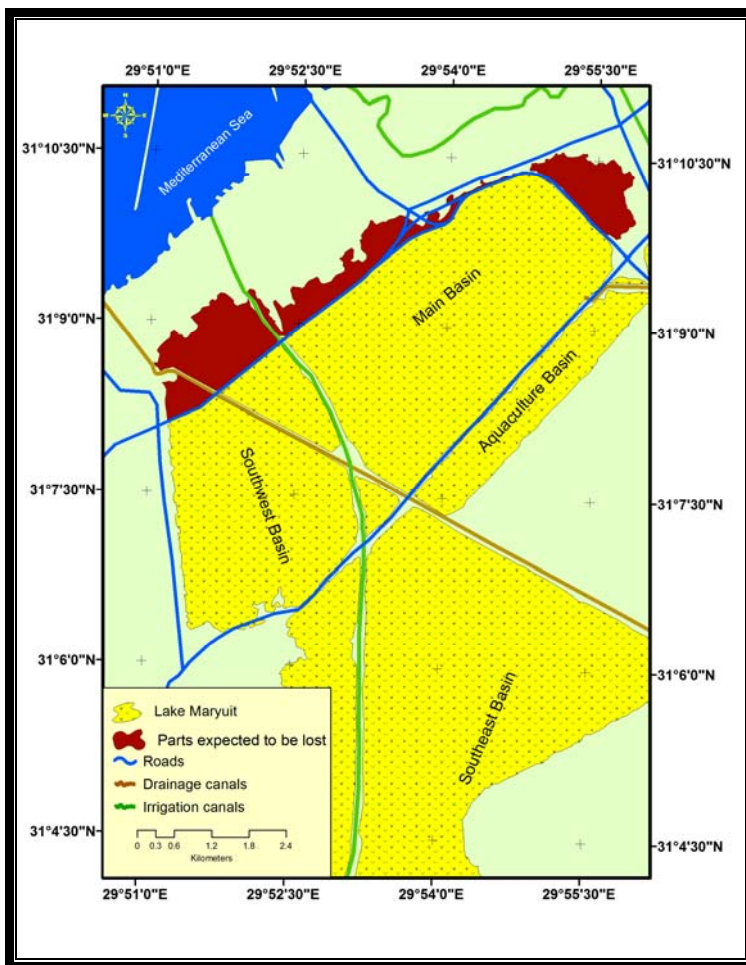 29°51'0"E 29°52'30"E 29°54'0"E 29°55'30"E
31°10'30"N
31°10'30"N
Mediterranean Sea
31°9'0"N
31°9'0"N
Main Basin
Aquaculture Basin
31°7'30"N
31°7'30"N
Southwest Basin
31°6'0"N
31°6'0"N
Southeast Basin
Lake Maryuit
Parts expected to be lost
Roads
Drainage canals
Irrigation canals
0 0.3 0.6 1.2 1.8 2.4
Kilometers
31°4'30"N
31°4'30"N
29°51'0"E 29°52'30"E 29°54'0"E 29°55'30"E